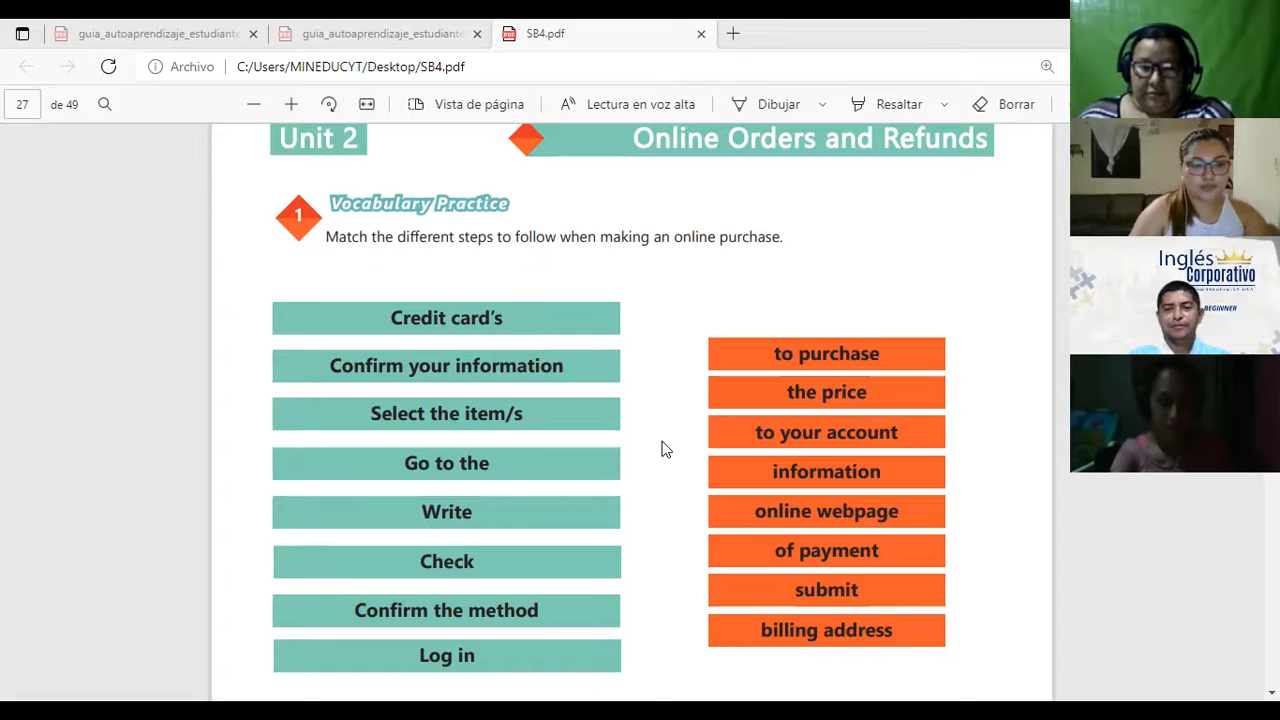 guia_autoaprendizaje_estudiante
guia_autoaprendizaje_estudiante
SB4.pdf
Archivo
C:/Users/MINEDUCYT/Desktop/SB4.pdf
27
de 49
Vista de página
Lectura en voz alta
Dibujar
Resaltar
Borrar
Unit 2
Online Orders and Refunds
1
Vocabulary Practice
Match the different steps to follow when making an online purchase.
Credit card's
Confirm your information
Select the item/s
Go to the
Write
Check
Confirm the method
Log in
to purchase
the price
to your account
information
online webpage
of payment
submit
billing address
Inglés
Corporativo
BEGINNER